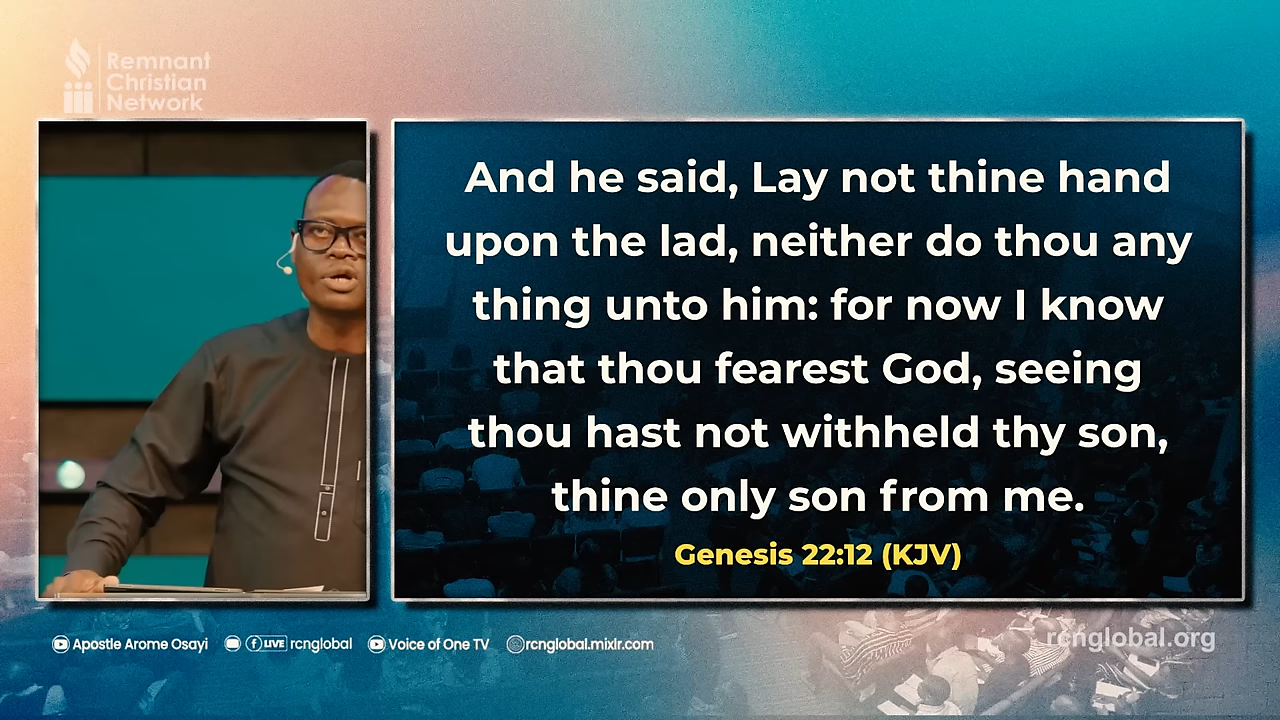 Remnant
Christian
Network
And he said, Lay not thine hand
upon the lad, neither do thou any
thing unto him: for now I know
that thou fearest God, seeing
thou hast not withheld thy son,
thine only son from me.
Genesis 22:12 (KJV)
Apostle Arome Osayi f LIVE rcnglobal Voice of One TV rcnglobal.mixlr.com
rcnglobal.org